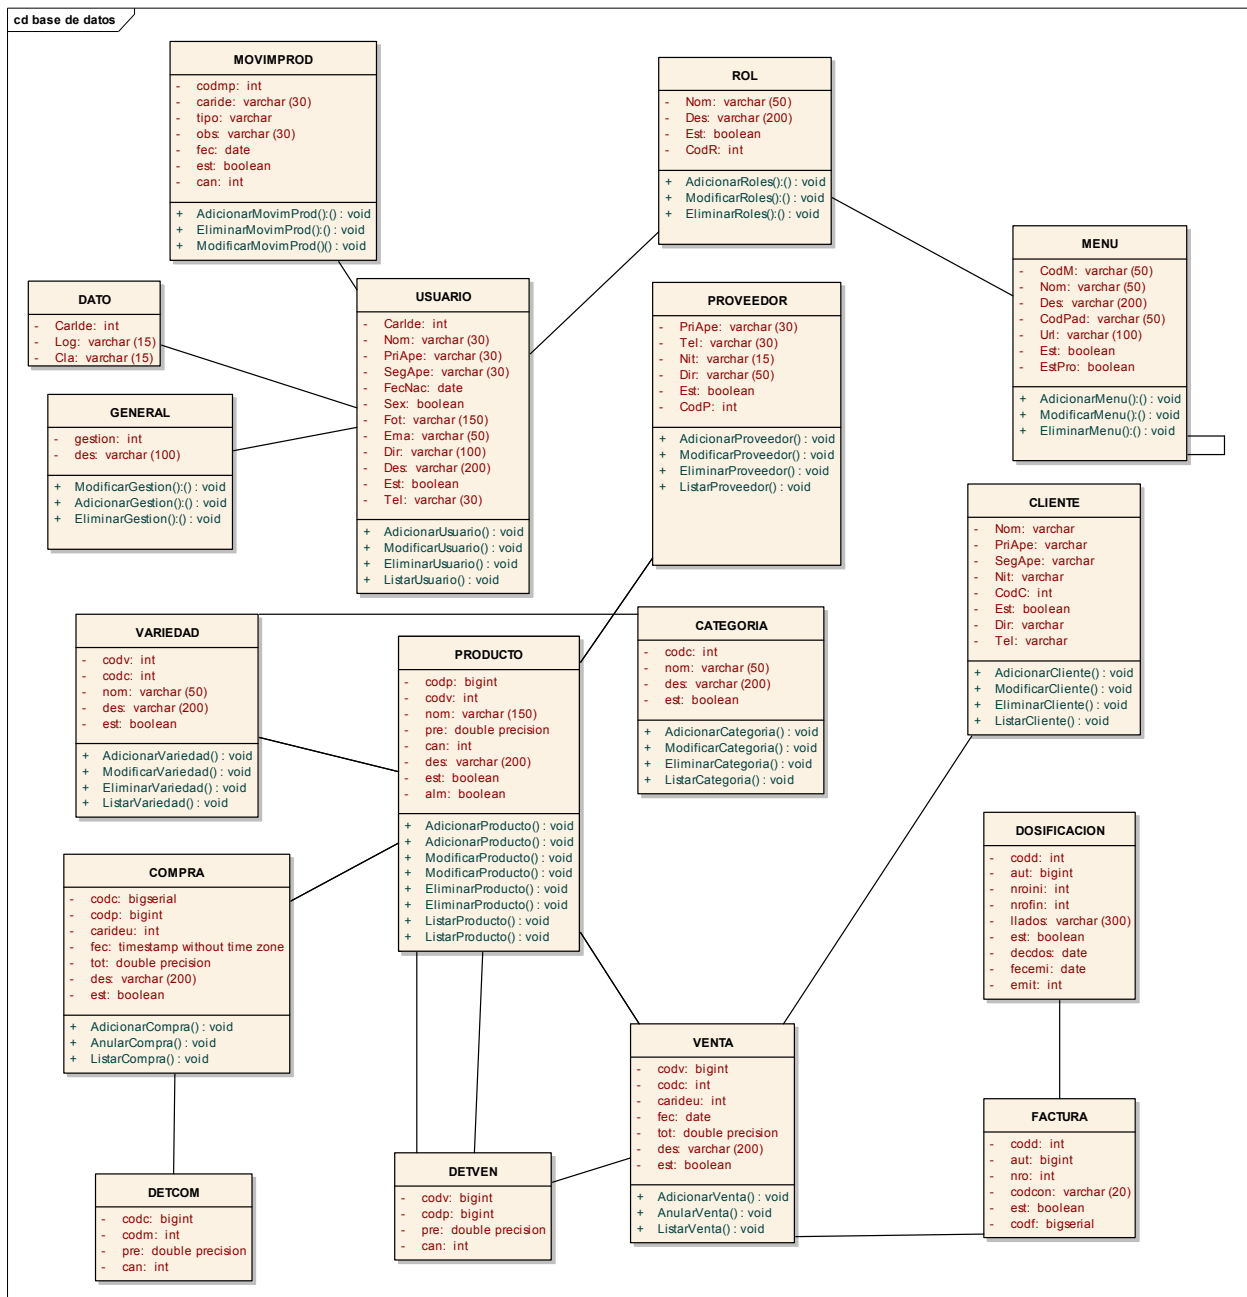 cd base de datos
MOVIMPROD
- codmp: int
- caride: varchar (30)
- tipo: varchar
- obs: varchar (30)
- fec: date
- est: boolean
- can: int
+ AdicionarMovimProd():() : void
+ EliminarMovimProd():() : void
+ ModificarMovimProd()() : void
ROL
- Nom: varchar (50)
- Des: varchar (200)
- Est: boolean
- CodR: int
+ AdicionarRoles():() : void
+ ModificarRoles():() : void
+ EliminarRoles():() : void
MENU
- CodM: varchar (50)
- Nom: varchar (50)
- Des: varchar (200)
- CodPad: varchar (50)
- Url: varchar (100)
- Est: boolean
- EstPro: boolean
+ AdicionarMenu():() : void
+ ModificarMenu():() : void
+ EliminarMenu():() : void
DATO
- CarIde: int
- Log: varchar (15)
- Cla: varchar (15)
USUARIO
- CarIde: int
- Nom: varchar (30)
- PriApe: varchar (30)
- SegApe: varchar (30)
- FecNac: date
- Sex: boolean
- Fot: varchar (150)
- Ema: varchar (50)
- Dir: varchar (100)
- Des: varchar (200)
- Est: boolean
- Tel: varchar (30)
+ AdicionarUsuario() : void
+ ModificarUsuario() : void
+ EliminarUsuario() : void
+ ListarUsuario() : void
PROVEEDOR
- PriApe: varchar (30)
- Tel: varchar (30)
- Nit: varchar (15)
- Dir: varchar (50)
- Est: boolean
- CodP: int
+ AdicionarProveedor() : void
+ ModificarProveedor() : void
+ EliminarProveedor() : void
+ ListarProveedor() : void
GENERAL
- gestion: int
- des: varchar (100)
+ ModificarGestion():() : void
+ AdicionarGestion():() : void
+ EliminarGestion():() : void
CLIENTE
- Nom: varchar
- PriApe: varchar
- SegApe: varchar
- Nit: varchar
- CodC: int
- Est: boolean
- Dir: varchar
- Tel: varchar
+ AdicionarCliente() : void
+ ModificarCliente() : void
+ EliminarCliente() : void
+ ListarCliente() : void
VARIEDAD
- codv: int
- codc: int
- nom: varchar (50)
- des: varchar (200)
- est: boolean
+ AdicionarVariedad() : void
+ ModificarVariedad() : void
+ EliminarVariedad() : void
+ ListarVariedad() : void
PRODUCTO
- codp: bigint
- codv: int
- nom: varchar (150)
- pre: double precision
- can: int
- des: varchar (200)
- est: boolean
- alm: boolean
+ AdicionarProducto() : void
+ AdicionarProducto() : void
+ ModificarProducto() : void
+ ModificarProducto() : void
+ EliminarProducto() : void
+ EliminarProducto() : void
+ ListarProducto() : void
+ ListarProducto() : void
CATEGORIA
- codc: int
- nom: varchar (50)
- des: varchar (200)
- est: boolean
+ AdicionarCategoria() : void
+ ModificarCategoria() : void
+ EliminarCategoria() : void
+ ListarCategoria() : void
COMPRA
- codc: bigserial
- codp: bigint
- carideu: int
- fec: timestamp without time zone
- tot: double precision
- des: varchar (200)
- est: boolean
+ AdicionarCompra() : void
+ AnularCompra() : void
+ ListarCompra() : void
DOSIFICACION
- codd: int
- aut: bigint
- nroini: int
- nrofin: int
- llados: varchar (300)
- est: boolean
- decdos: date
- fecemi: date
- emit: int
VENTA
- codv: bigint
- codc: int
- carideu: int
- fec: date
- tot: double precision
- des: varchar (200)
- est: boolean
+ AdicionarVenta() : void
+ AnularVenta() : void
+ ListarVenta() : void
FACTURA
- codd: int
- aut: bigint
- nro: int
- codcon: varchar (20)
- est: boolean
- codf: bigserial
DETVEN
- codv: bigint
- codp: bigint
- pre: double precision
- can: int
DETCOM
- codc: bigint
- codm: int
- pre: double precision
- can: int